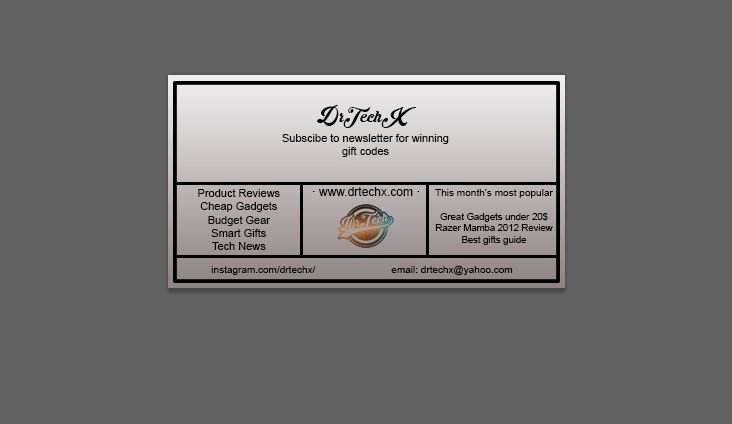 DrTechX
Subscibe to newsletter for winning
gift codes
Product Reviews
Cheap Gadgets
Budget Gear
Smart Gifts
Tech News
· www.drtechx.com ·
DrTech
This month's most popular
Great Gadgets under 20$
Razer Mamba 2012 Review
Best gifts guide
instagram.com/drtechx/
email: drtechx@yahoo.com